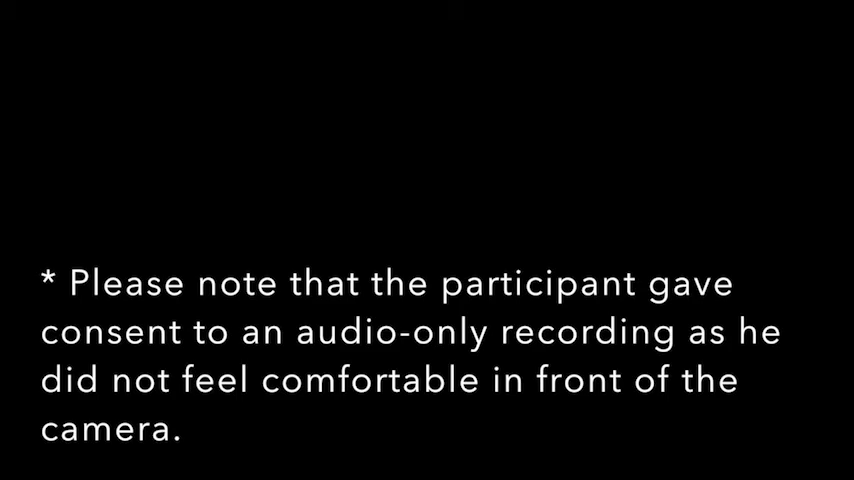 * Please note that the participant gave
consent to an audio-only recording as he
did not feel comfortable in front of the
camera.